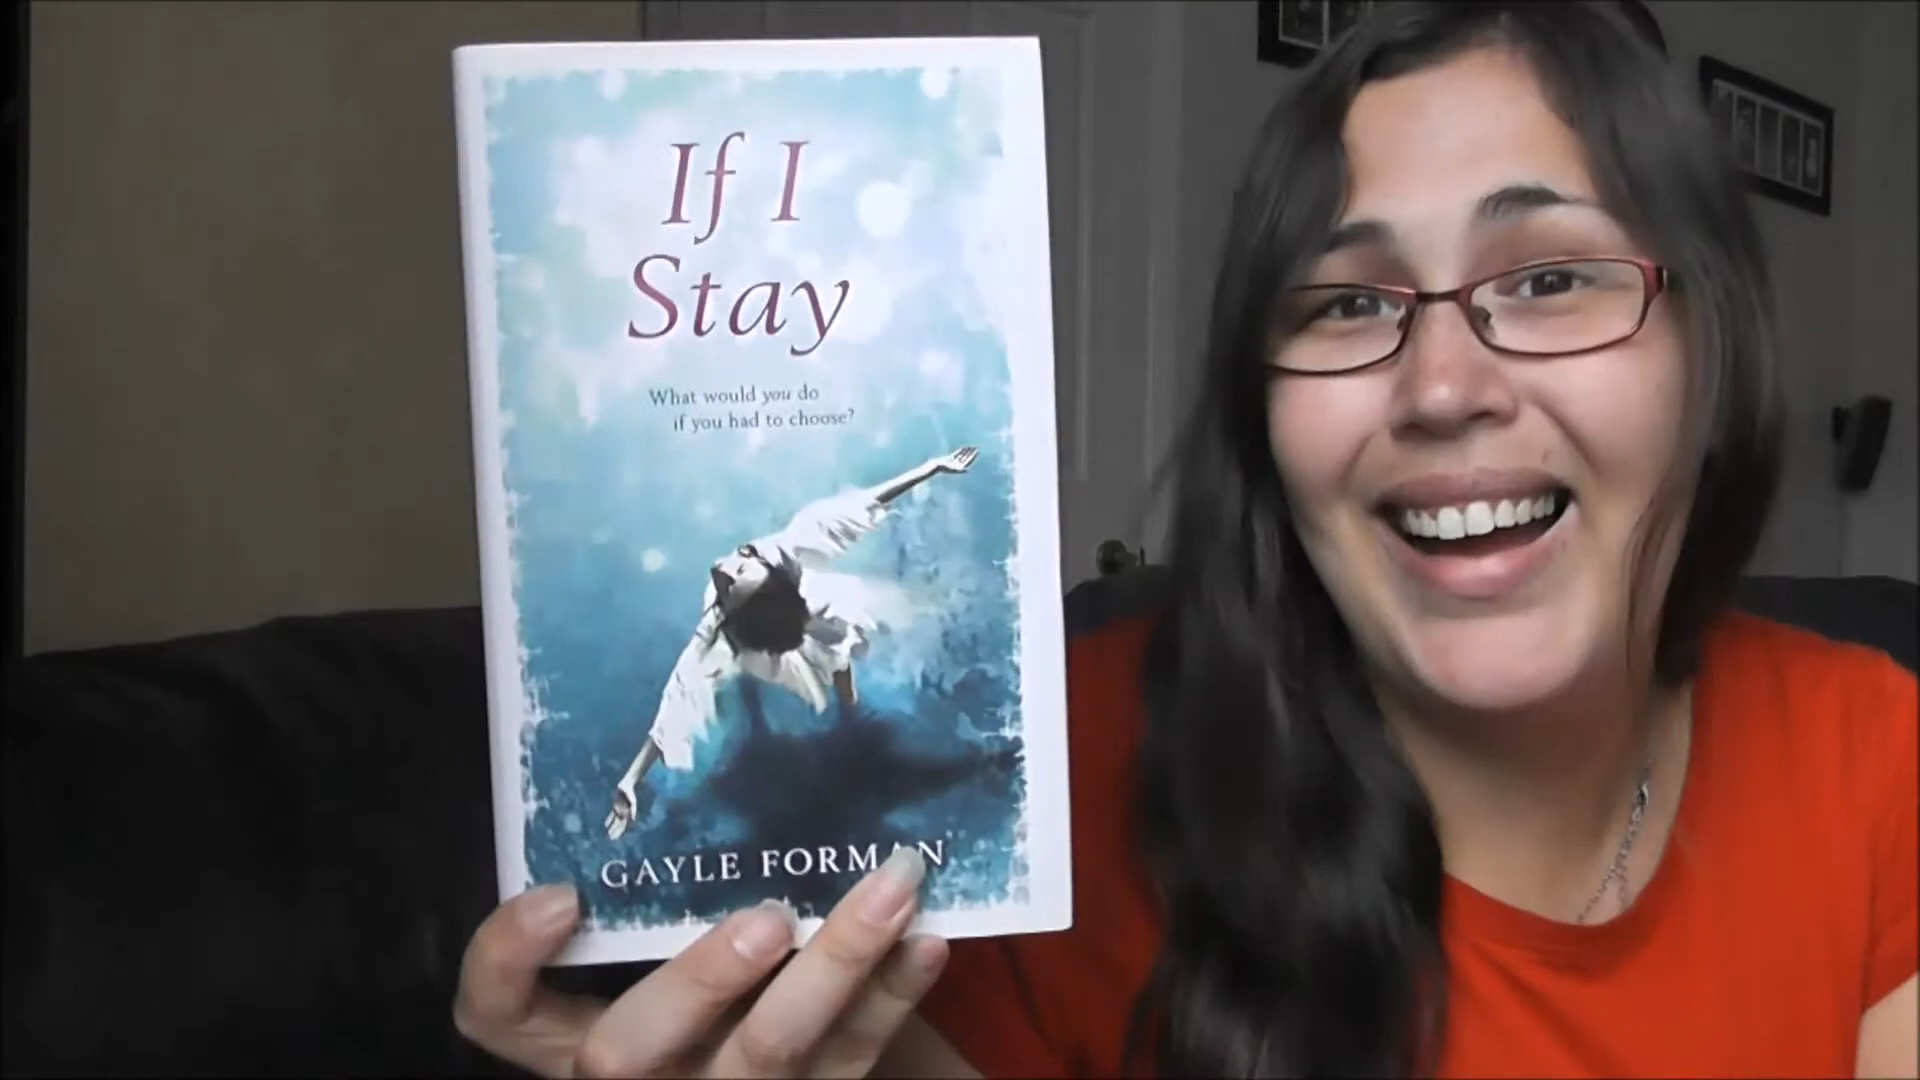 If I
Stay
What would you do
if you had to choose?
GAYLE FORMAN